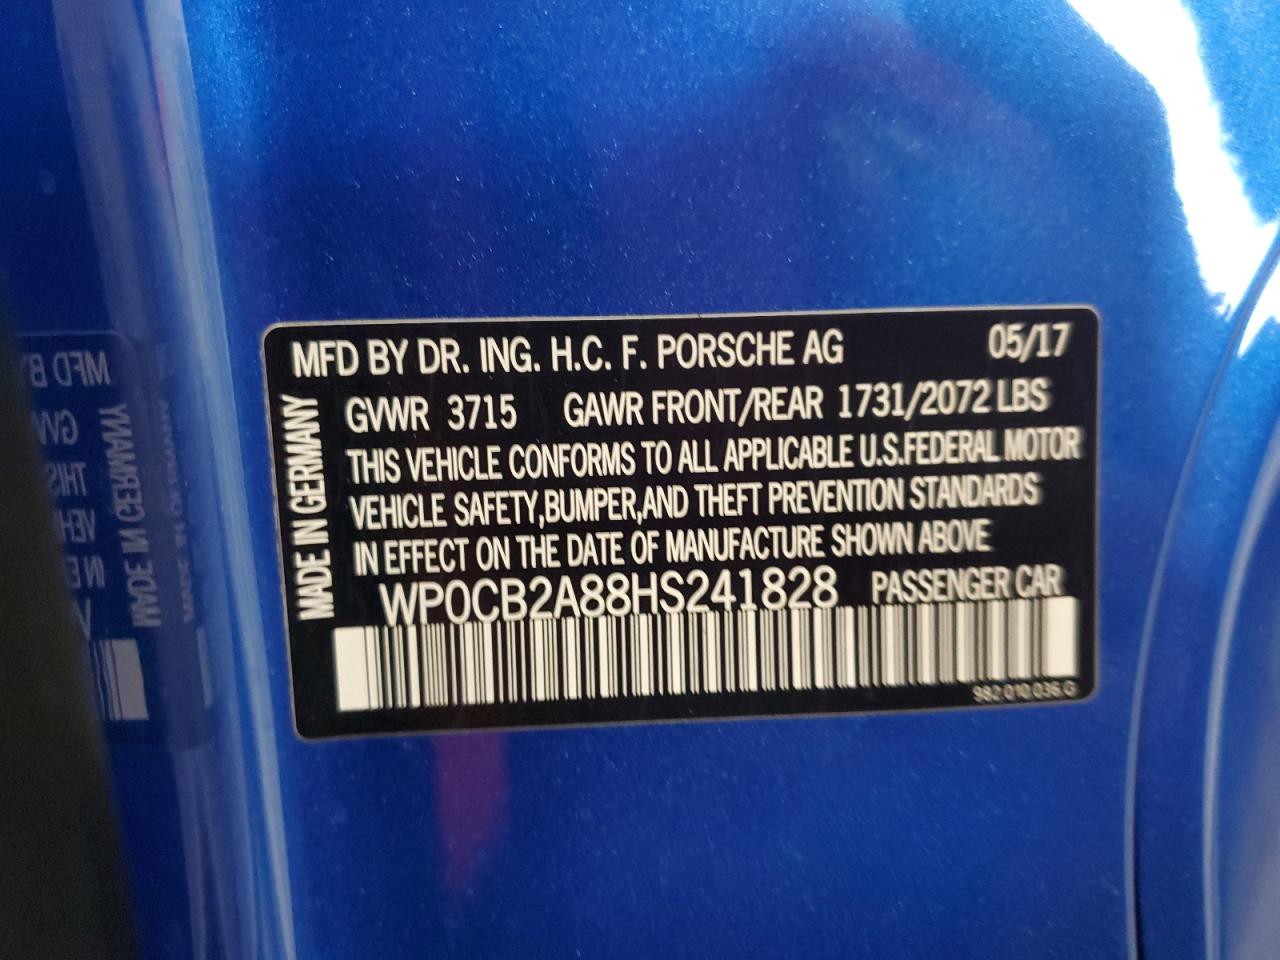 MFD BY DR. ING. H.C. F. PORSCHE AG 05/17
GVWR 3715 GAWR FRONT/REAR 1731/2072 LBS
THIS VEHICLE CONFORMS TO ALL APPLICABLE U.S.FEDERAL MOTOR
VEHICLE SAFETY,BUMPER,AND THEFT PREVENTION STANDARDS
IN EFFECT ON THE DATE OF MANUFACTURE SHOWN ABOVE
WP0CB2A88HS241828 PASSENGER CAR
982.010.036.G
MADE IN GERMANY